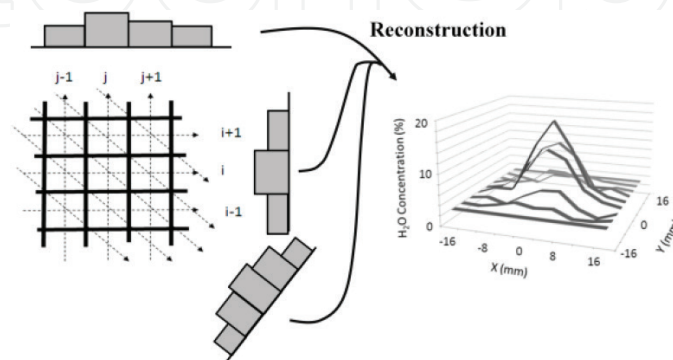 Reconstruction
j-1 j j+1
i+1
i
i-1
H₂O Concentration (%)
20
10
0
-16 -8 0 8 16
X (mm)
16
0
-16
Y (mm)